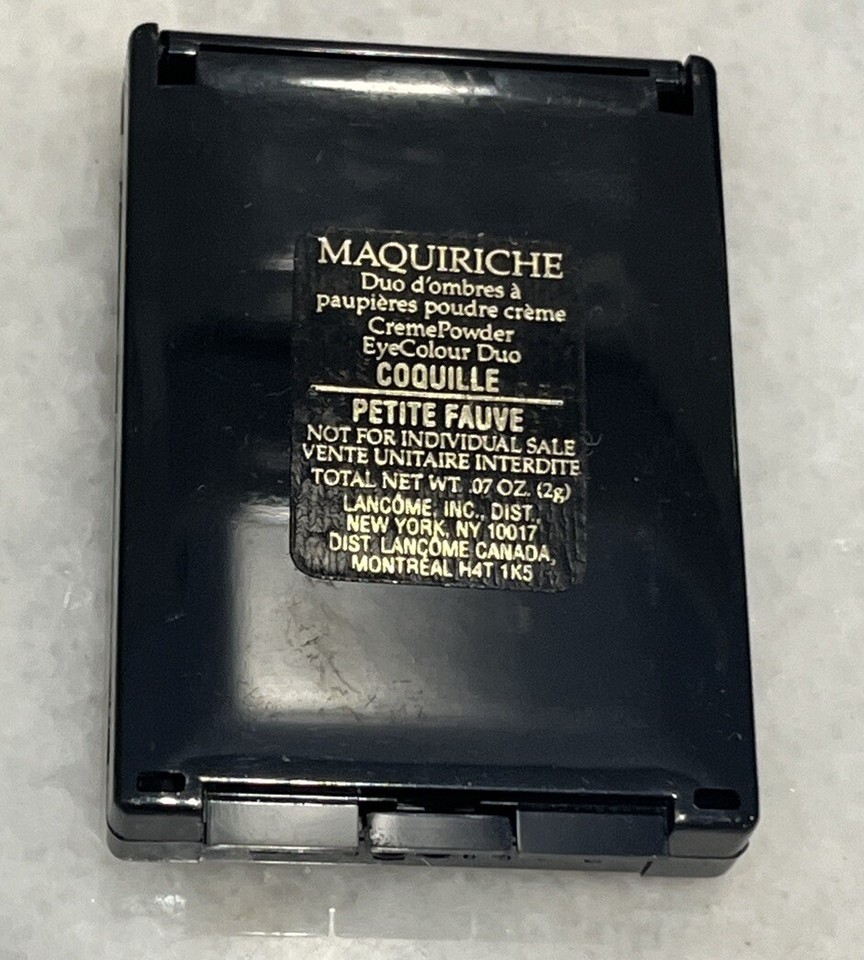 MAQUIRICHE
Duo d'ombres à
paupières poudre crème
CremePowder
EyeColour Duo
COQUILLE
PETITE FAUVE
NOT FOR INDIVIDUAL SALE
VENTE UNITAIRE INTERDITE
TOTAL NET WT. .07 OZ. (2g)
LANCÔME, INC., DIST.
NEW YORK, NY 10017
DIST. LANCÔME CANADA,
MONTRÉAL H4T 1K5